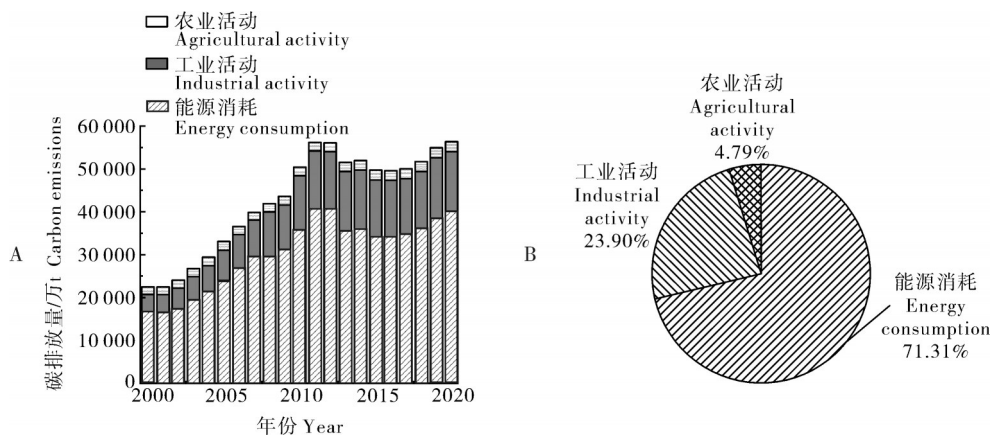 农业活动
Agricultural activity
工业活动
Industrial activity
能源消耗
Energy consumption
A
碳排放量/万t Carbon emissions
60 000
50 000
40 000
30 000
20 000
10 000
0
2000
2005
2010
2015
2020
年份 Year
B
农业活动
Agricultural
activity
4.79%
工业活动
Industrial
activity
23.90%
能源消耗
Energy
consumption
71.31%